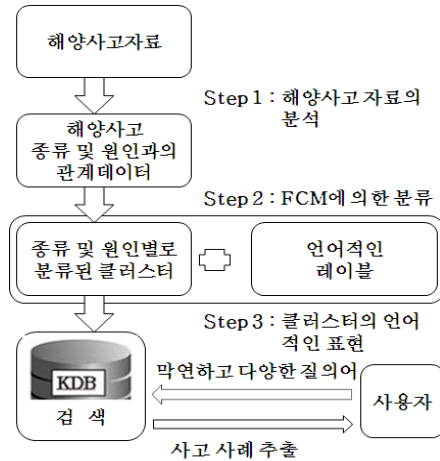 해양사고자료
Step 1 : 해양사고 자료의
분석
해양사고
종류 및 원인과의
관계데이터
Step 2 : FCM에 의한 분류
종류 및 원인별로
분류된 클러스터
언어적인
레이블
Step 3 : 클러스터의 언어
적인 표현
막연하고 다양한 질의어
KDB
검 색
사용자
사고 사례 추출